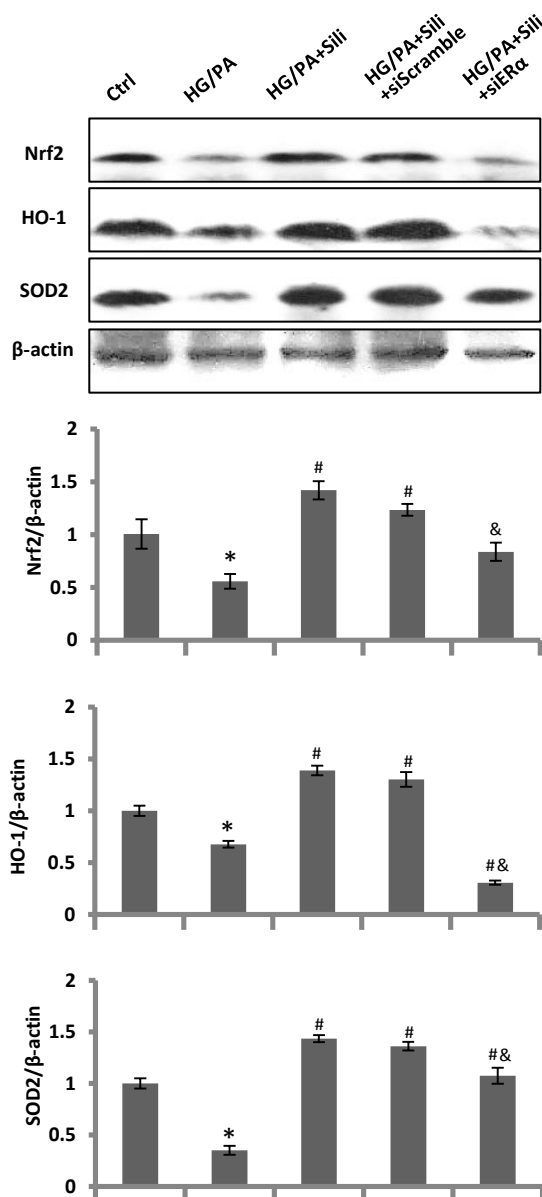 Ctrl
HG/PA
HG/PA+Sili
HG/PA+Sili
+siScramble
HG/PA+Sili
+siERα
Nrf2
HO-1
SOD2
β-actin
2
1.5
1
0.5
0
Nrf2/β-actin
*
#
#
&
2
1.5
1
0.5
0
HO-1/β-actin
*
#
#
#&
2
1.5
1
0.5
0
SOD2/β-actin
*
#
#
#&